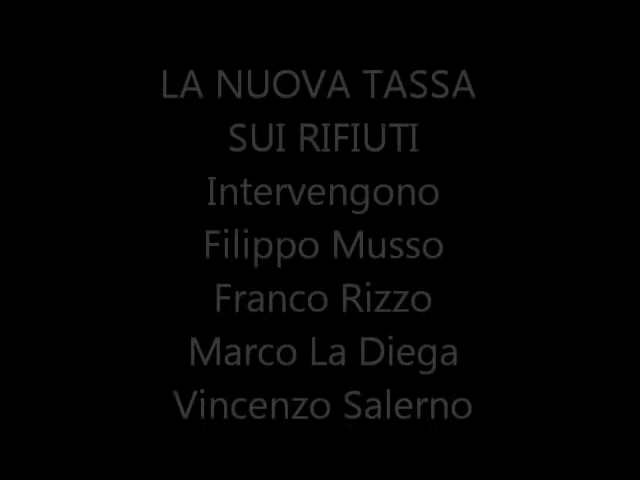 LA NUOVA TASSA
SUI RIFIUTI
Intervengono
Filippo Musso
Franco Rizzo
Marco La Diega
Vincenzo Salerno